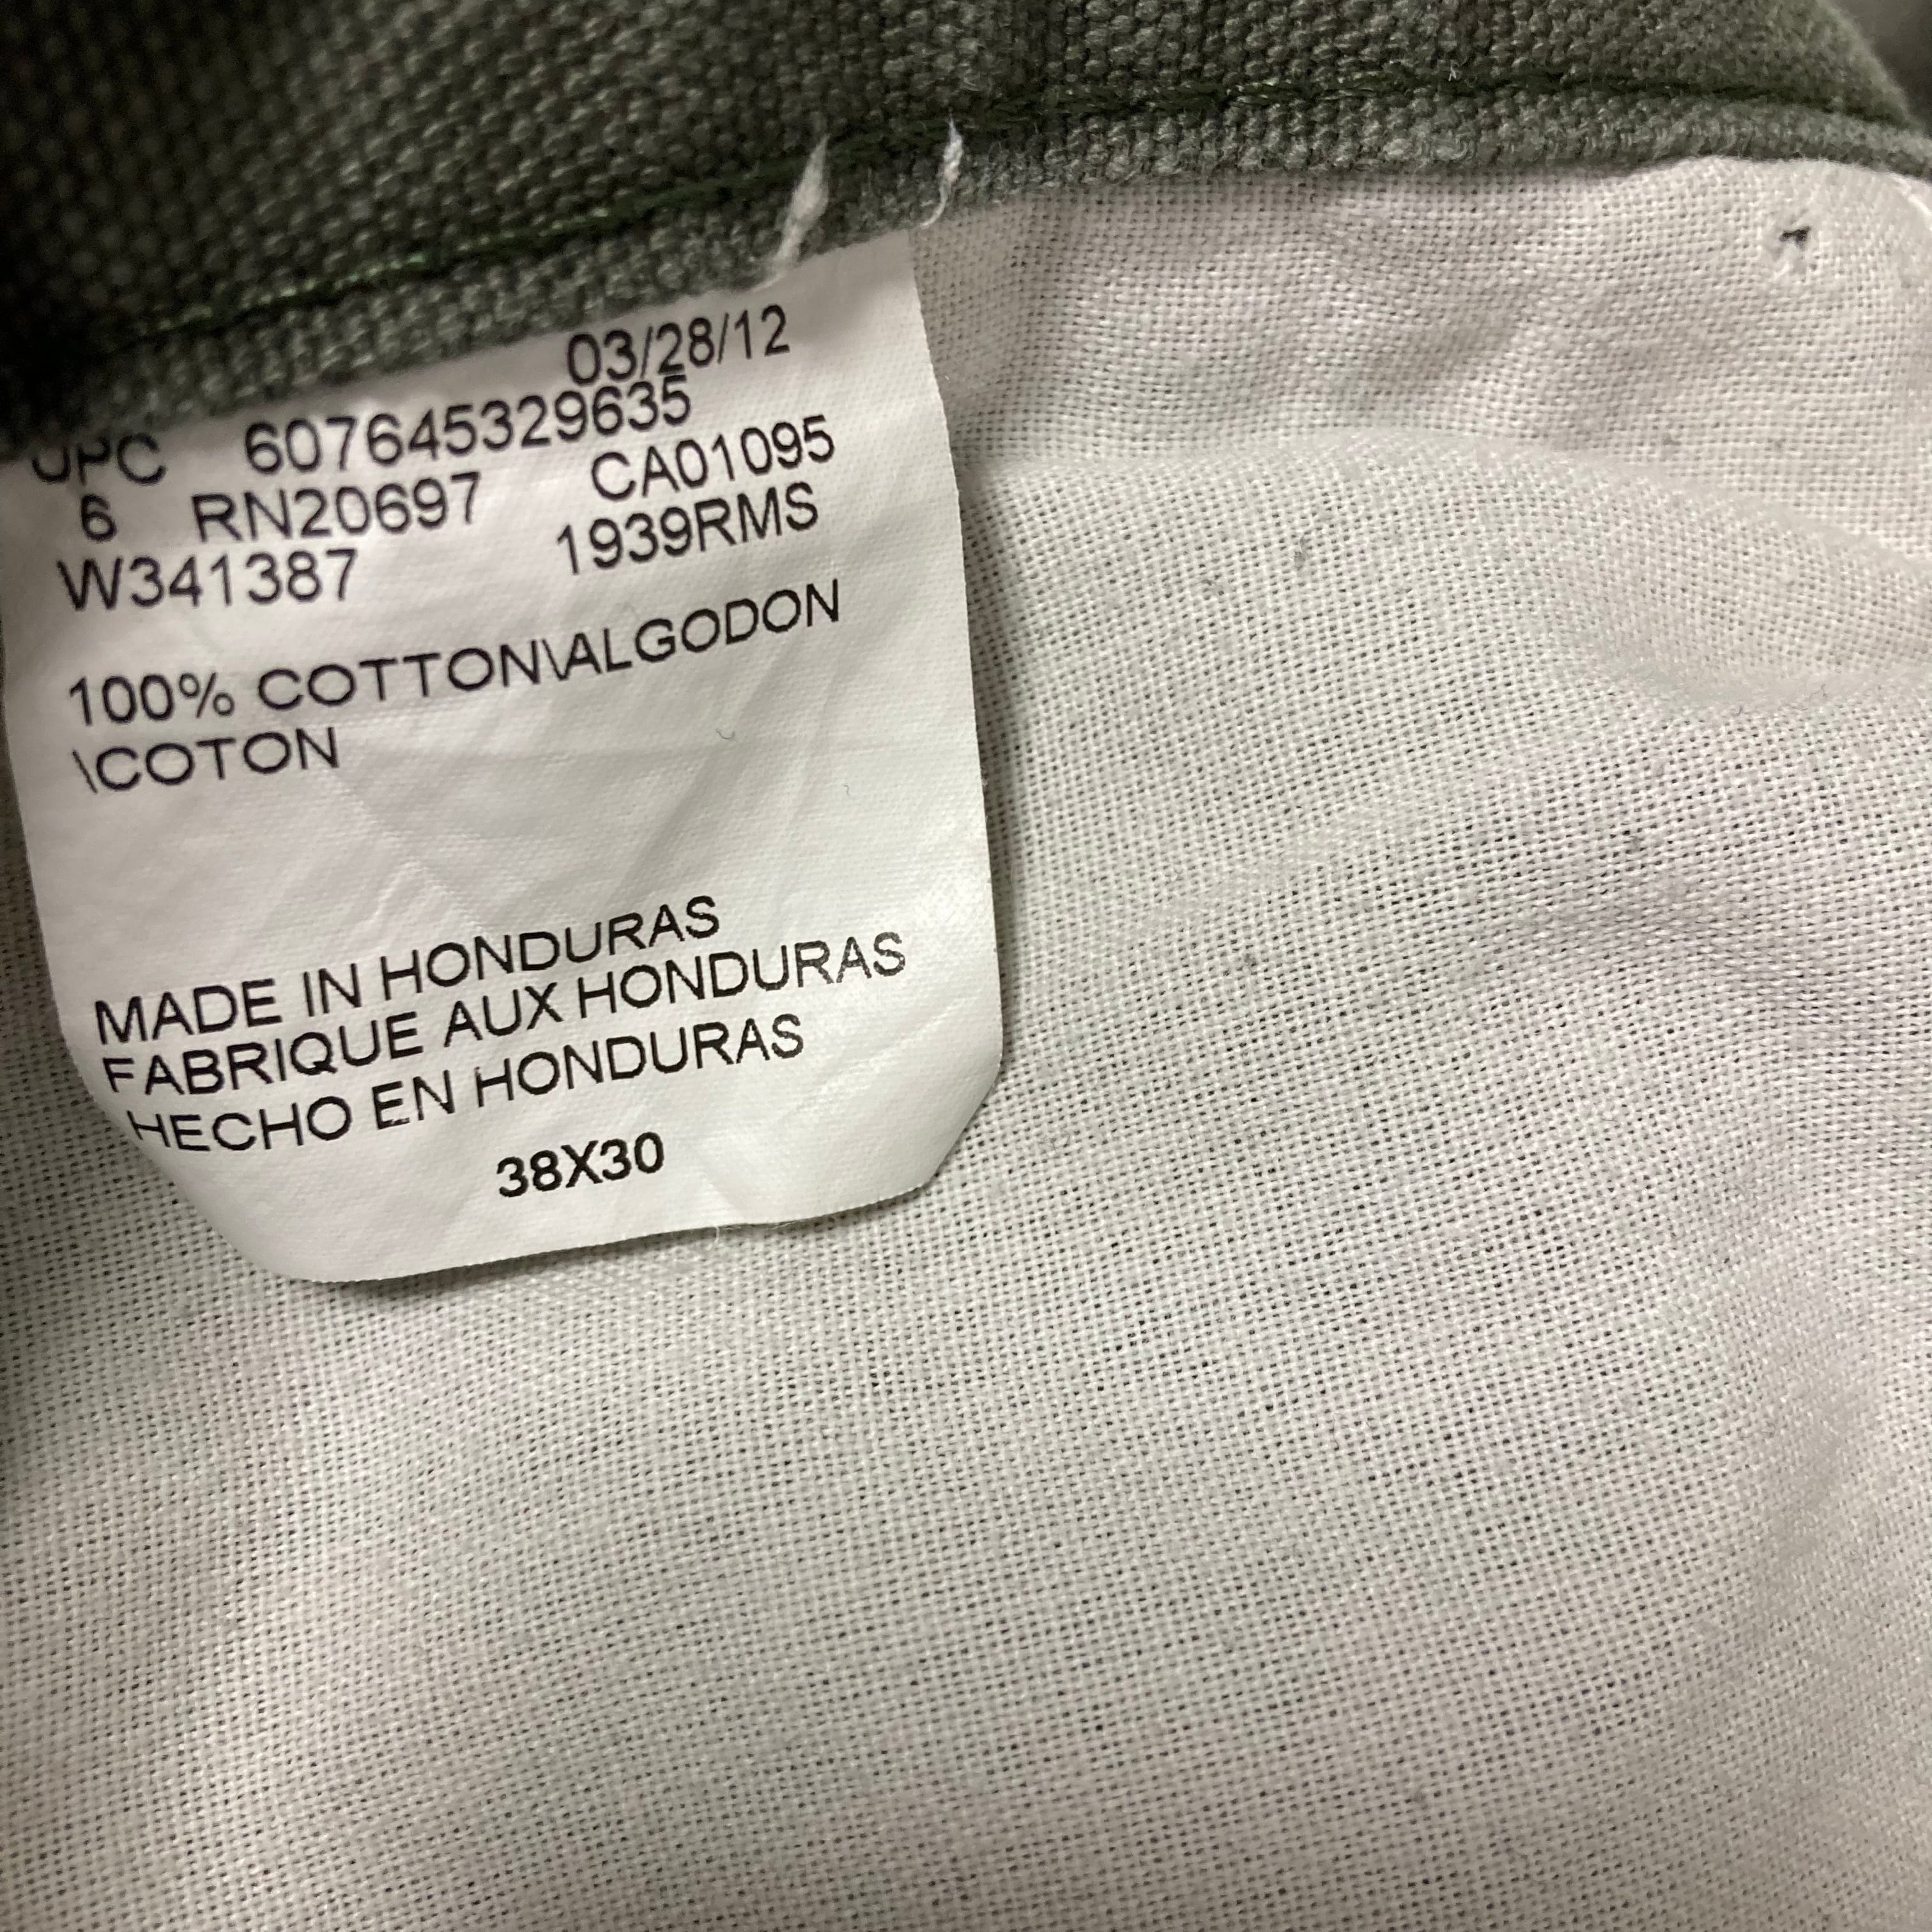 03/28/12
UPC 607645329635
6 RN20697 CA01095
W341387 1939RMS
100% COTTON\ALGODON
\COTON
MADE IN HONDURAS
FABRIQUE AUX HONDURAS
HECHO EN HONDURAS
38X30